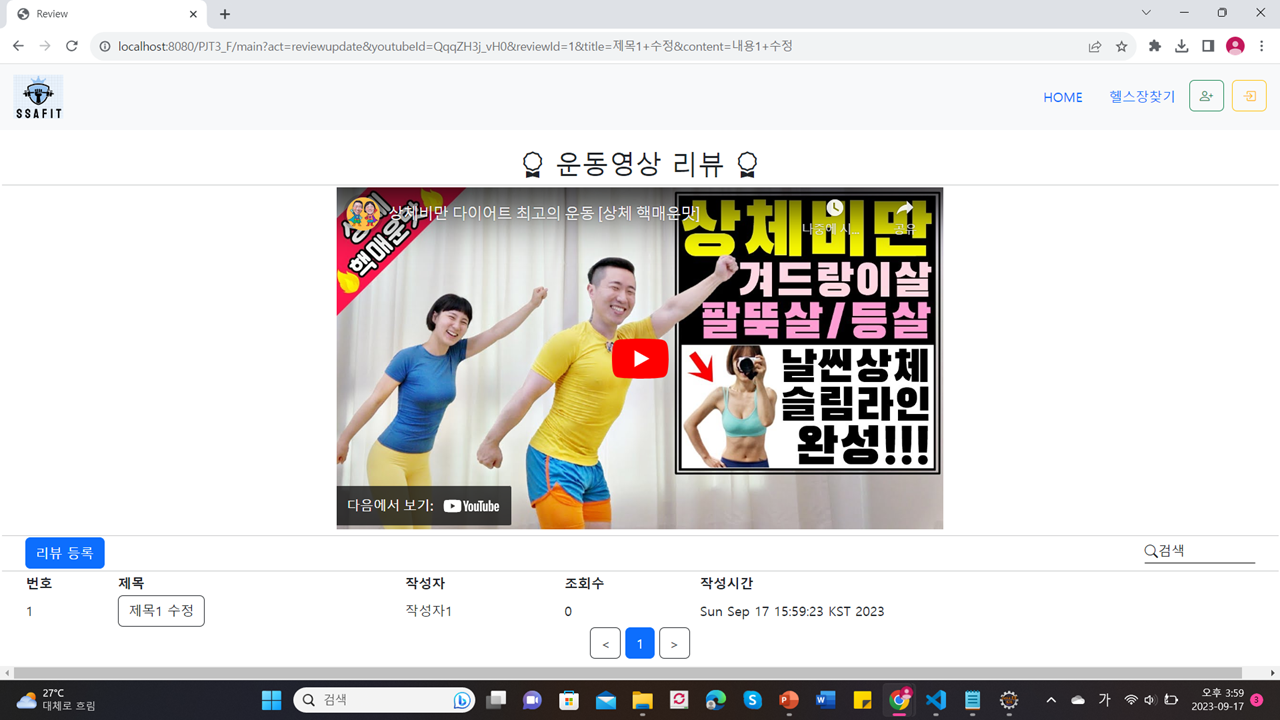 Review
localhost:8080/PJT3_F/main?act=reviewupdate&youtubeId=QqqZH3j_vH0&reviewId=1&title=제목1+수정&content=내용1+수정
SSAFIT
HOME 헬스장찾기
운동영상 리뷰
상체비만 다이어트 최고의 운동 [상체 핵매운맛]
나중에 시... 공유
핵매운맛
상체비만
겨드랑이살
팔뚝살/등살
날씬상체
슬림라인
완성!!!
다음에서 보기: YouTube
리뷰 등록 검색
번호 제목 작성자 조회수 작성시간
1 제목1 수정 작성자1 0 Sun Sep 17 15:59:23 KST 2023
< 1 >
27°C
대체로 흐림
검색
가
오후 3:59
2023-09-17
3